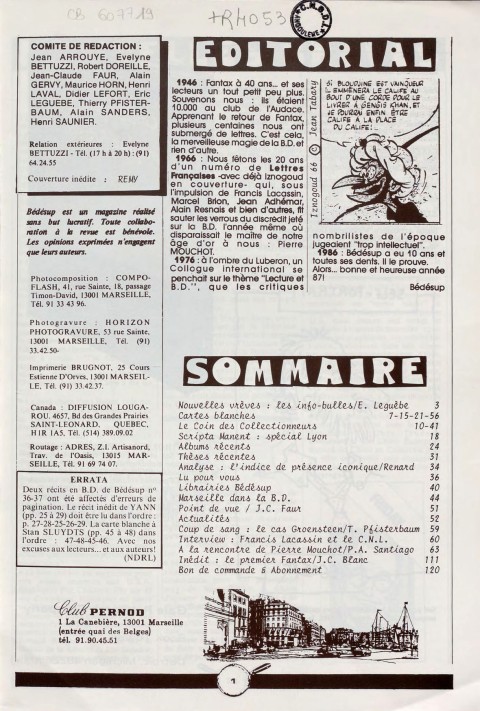 CB 607719
+R4053
C.N.B.D.I.
ANGOULEME
COMITE DE REDACTION :
Jean ARROUYE, Evelyne
BETTUZZI, Robert DOREILLE,
Jean-Claude FAUR, Alain
GERVY, Maurice HORN, Henri
LAVAL, Didier LEFORT, Eric
LEGUEBE, Thierry PFISTER-
BAUM, Alain SANDERS,
Henri SAUNIER.
Relation extérieures : Evelyne
BETTUZZI - Tél. (17 h à 20 h) : (91)
64.24.55
Couverture inédite : REMY
Bédésup est un magazine réalisé
sans but lucratif. Toute collabo-
ration à la revue est bénévole.
Les opinions exprimées n'engagent
que leurs auteurs.
Photocomposition : COMPO-
FLASH, 41, rue Sainte, 18, passage
Timon-David, 13001 MARSEILLE,
Tél. 91 33 43 96.
Photogravure : HORIZON
PHOTOGRAVURE, 53 rue Sainte,
13001 MARSEILLE, Tél. (91)
33.42.50-
Imprimerie BRUGNOT, 25 Cours
Estienne D'Orves, 13001 MARSEIL-
LE, Tél. (91) 33.42.37.
Canada : DIFFUSION LOUGA-
ROU. 4657, Bd des Grandes Prairies
SAINT-LEONARD, QUEBEC,
H1R 1A5, Tél. (514) 389.09.02
Routage : ADRES, Z.I. Artisanord,
Trav. de l'Oasis, 13015 MAR-
SEILLE, Tél. 91 69 74 07.
ERRATA
Deux récits en B.D. de Bédésup nº
36-37 ont été affectés d'erreurs de
pagination. Le récit inédit de YANN
(pp. 25 à 29) doit être lu dans l'ordre :
p. 27-28-25-26-29. La carte blanche à
Stan SLUYDTS (pp. 45 à 48) dans
l'ordre : 47-48-45-46. Avec nos
excuses aux lecteurs... et aux auteurs!
(NDRL)
Club PERNOD
1 La Canebière, 13001 Marseille
(entrée quai des Belges)
tél. 91.90.45.51
EDITORIAL
1946 : Fantax à 40 ans... et ses
lecteurs un tout petit peu plus.
Souvenons nous : ils étaient
10.000 au club de l'Audace.
Apprenant le retour de Fantax,
plusieurs centaines nous ont
submergé de lettres. C'est cela,
la merveilleuse magie de la B.D. et
rien d'autre.
1966 : Nous fêtons les 20 ans
d'un numéro de Lettres
Françaises -avec déjà Iznogoud
en couverture- qui, sous
l'impulsion de Francis Lacassin,
Marcel Brion, Jean Adhémar,
Alain Resnais et bien d'autres, fit
sauter les verrous du discrédit jeté
sur la B.D. l'année même où
disparaissait le maître de notre
âge d'or à nous : Pierre
MOUCHOT.
1976 : à l'ombre du Luberon, un
Colloque international se
penchait sur le thème "Lecture et
B.D.", que les critiques
Iznogoud 66 © Jean Tabary
SI BLOUDJINE EST VAINQUEUR
IL EMMENERA LE CALIFE AU
BOUT D'UNE CORDE POUR LE
LIVRER A GENGIS KHAN, ET
JE POURRAI ENFIN ÊTRE
CALIFE A LA PLACE
DU CALIFE!..
nombrilistes de l'époque
jugeaient "trop intellectuel".
1986 : Bédésup a eu 10 ans et
toutes ses dents. Il le prouve.
Alors... bonne et heureuse année
87!
Bédésup
SOMMAIRE
Nouvelles vrêves : les info-bulles/E. Leguèbe 3
Cartes blanches 7-15-21-56
Le Coin des Collectionneurs 10-41
Scripta Manent : spécial Lyon 18
Albums récents 24
Thèses récentes 31
Analyse : l'indice de présence iconique/Renard 34
Lu pour vous 36
Librairies Bédésup 40
Marseille dans la B.D. 44
Point de vue / J.C. Faur 51
Actualités 52
Coup de sang : le cas Groensteen/T. Pfisterbaum 59
Interview : Francis Lacassin et le C.N.L. 60
A la rencontre de Pierre Mouchot/P.A. Santiago 63
Inédit : le premier Fantax/J.C. Blanc 111
Bon de commande & Abonnement 120
1